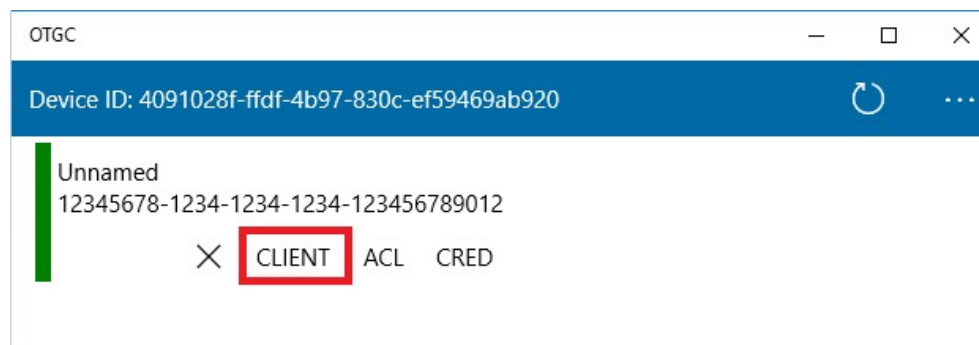 OTGC
Device ID: 4091028f-ffdf-4b97-830c-ef59469ab920
Unnamed
12345678-1234-1234-1234-123456789012
CLIENT ACL CRED